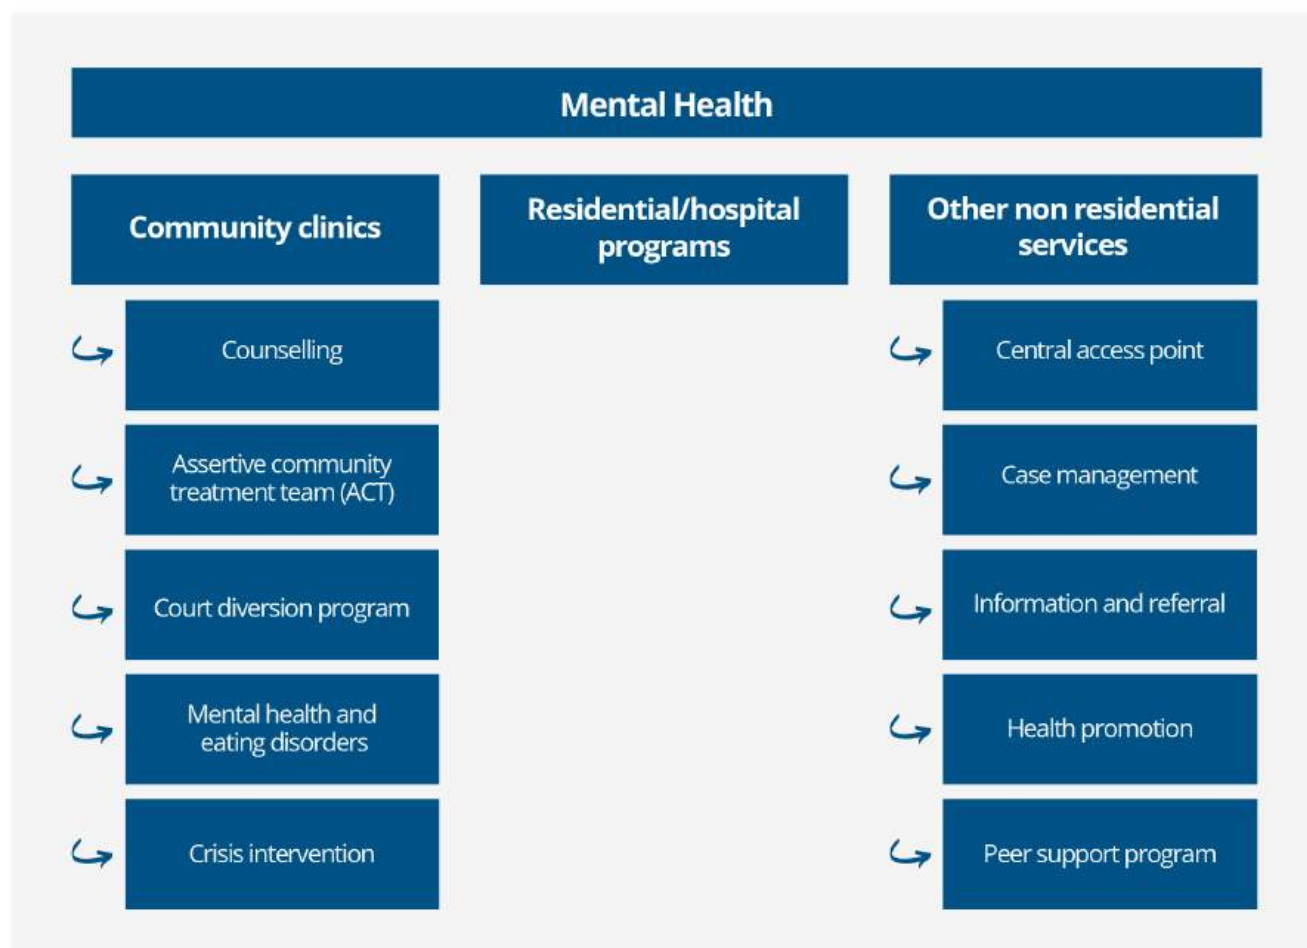 Mental Health
Community clinics
Counselling
Assertive community
treatment team (ACT)
Court diversion program
Mental health and
eating disorders
Crisis intervention
Residential/hospital
programs
Other non residential
services
Central access point
Case management
Information and referral
Health promotion
Peer support program